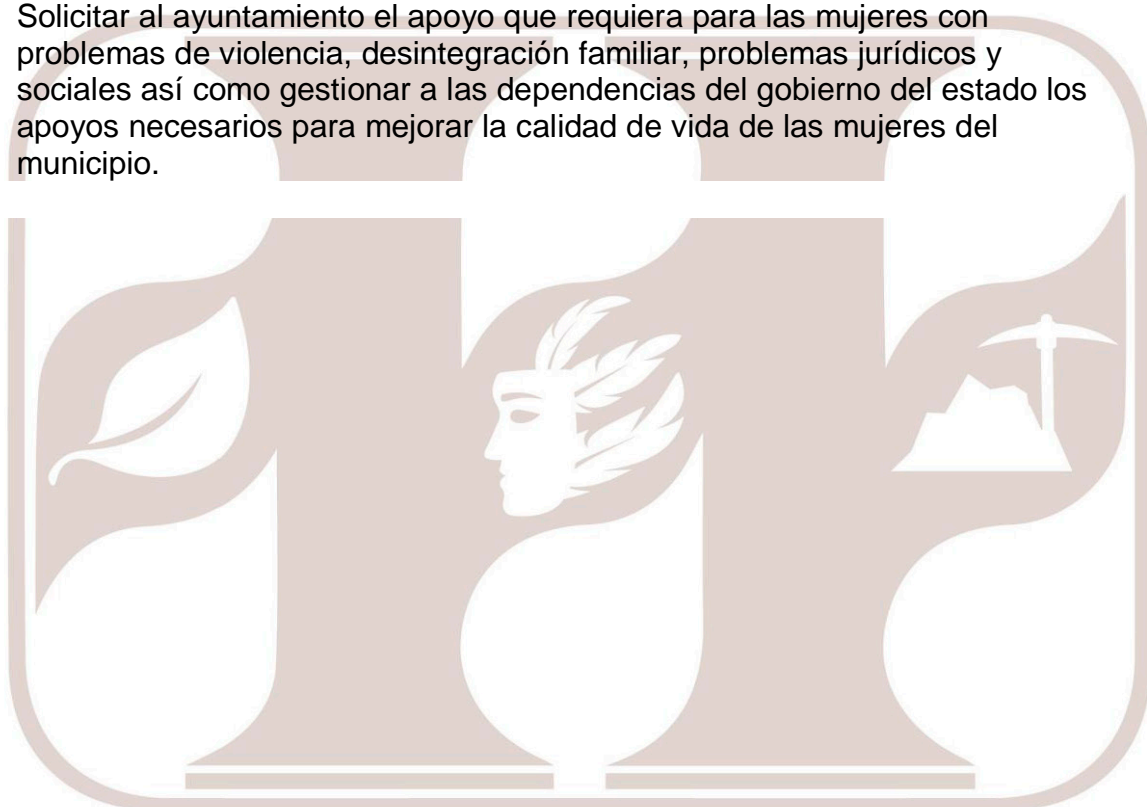 Solicitar al ayuntamiento el apoyo que requiera para las mujeres con
problemas de violencia, desintegración familiar, problemas jurídicos y
sociales así como gestionar a las dependencias del gobierno del estado los
apoyos necesarios para mejorar la calidad de vida de las mujeres del
municipio.